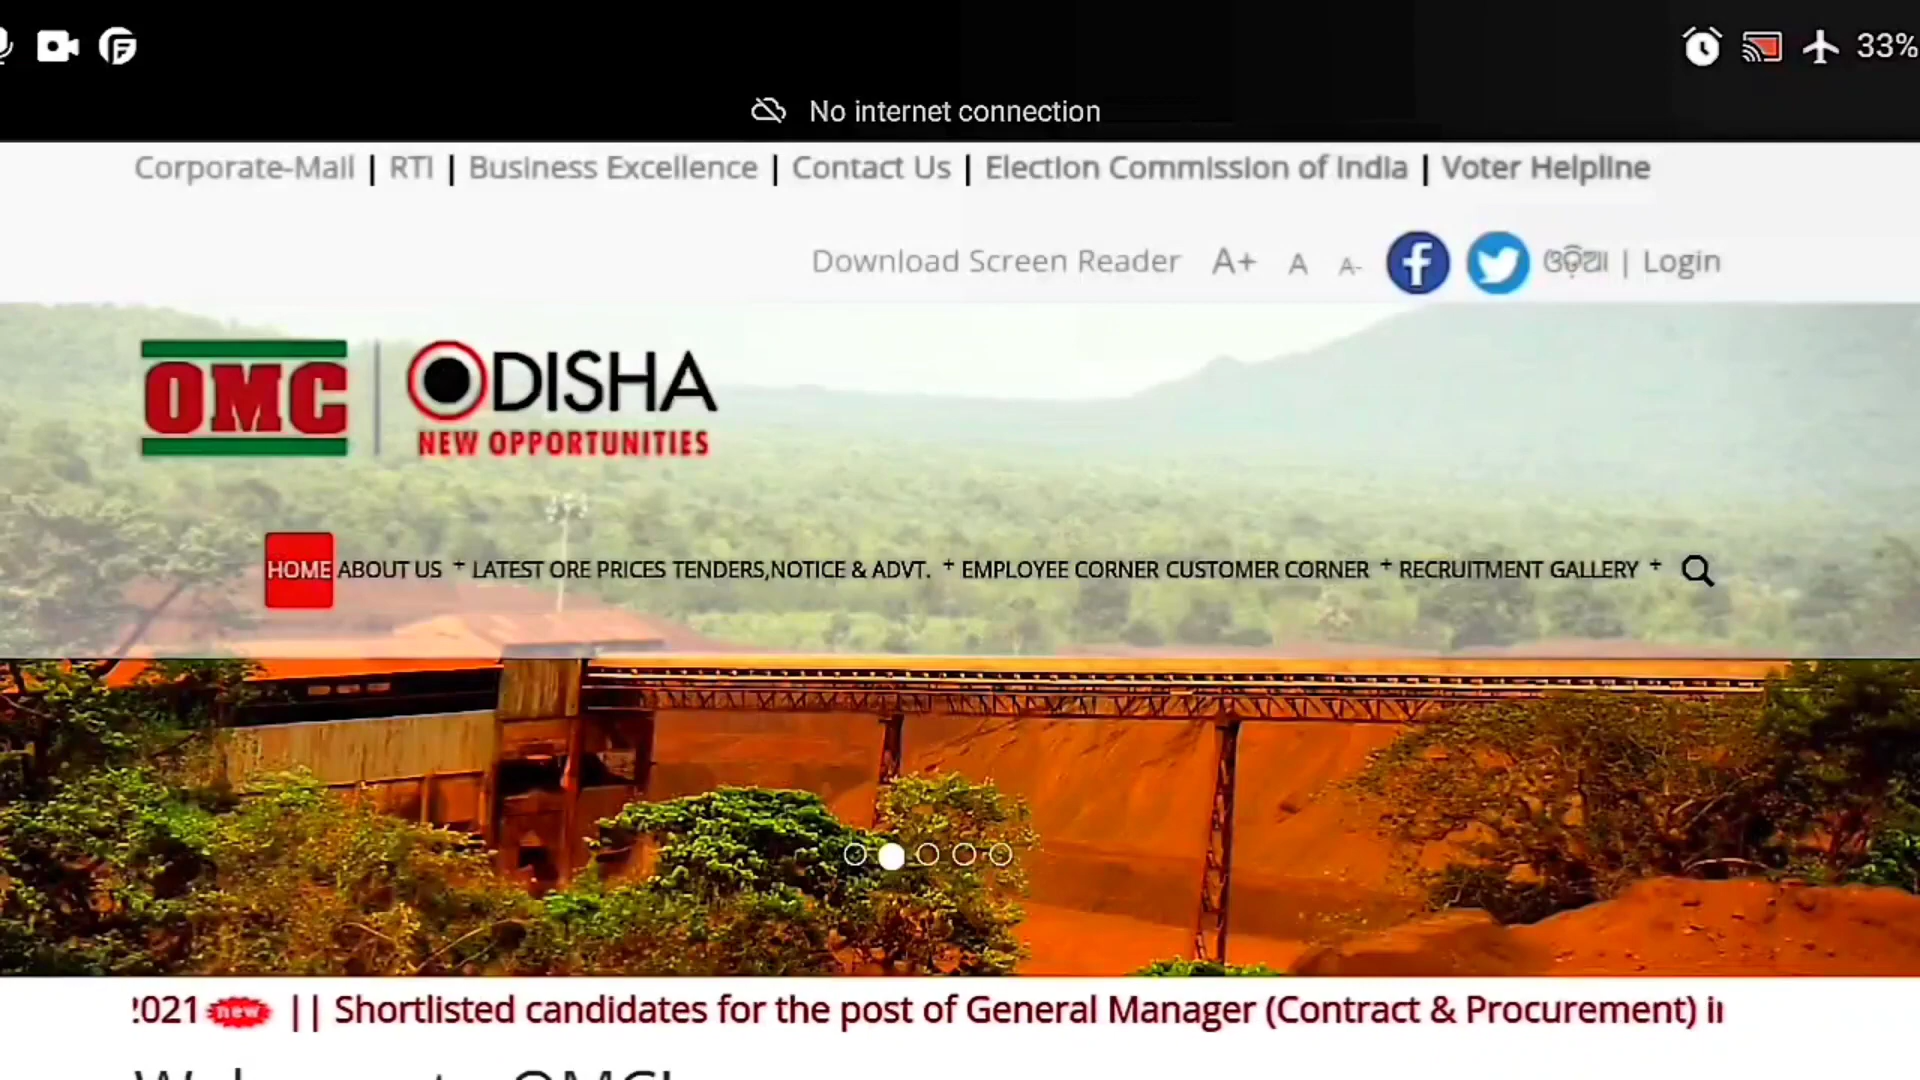 33%
No internet connection
Corporate-Mail | RTI | Business Excellence | Contact Us | Election Commission of India | Voter Helpline
Download Screen Reader A+ A A- ଓଡ଼ିଆ | Login
OMC
ODISHA
NEW OPPORTUNITIES
HOME ABOUT US + LATEST ORE PRICES TENDERS,NOTICE & ADVT. + EMPLOYEE CORNER CUSTOMER CORNER + RECRUITMENT GALLERY +
2021 new || Shortlisted candidates for the post of General Manager (Contract & Procurement) i